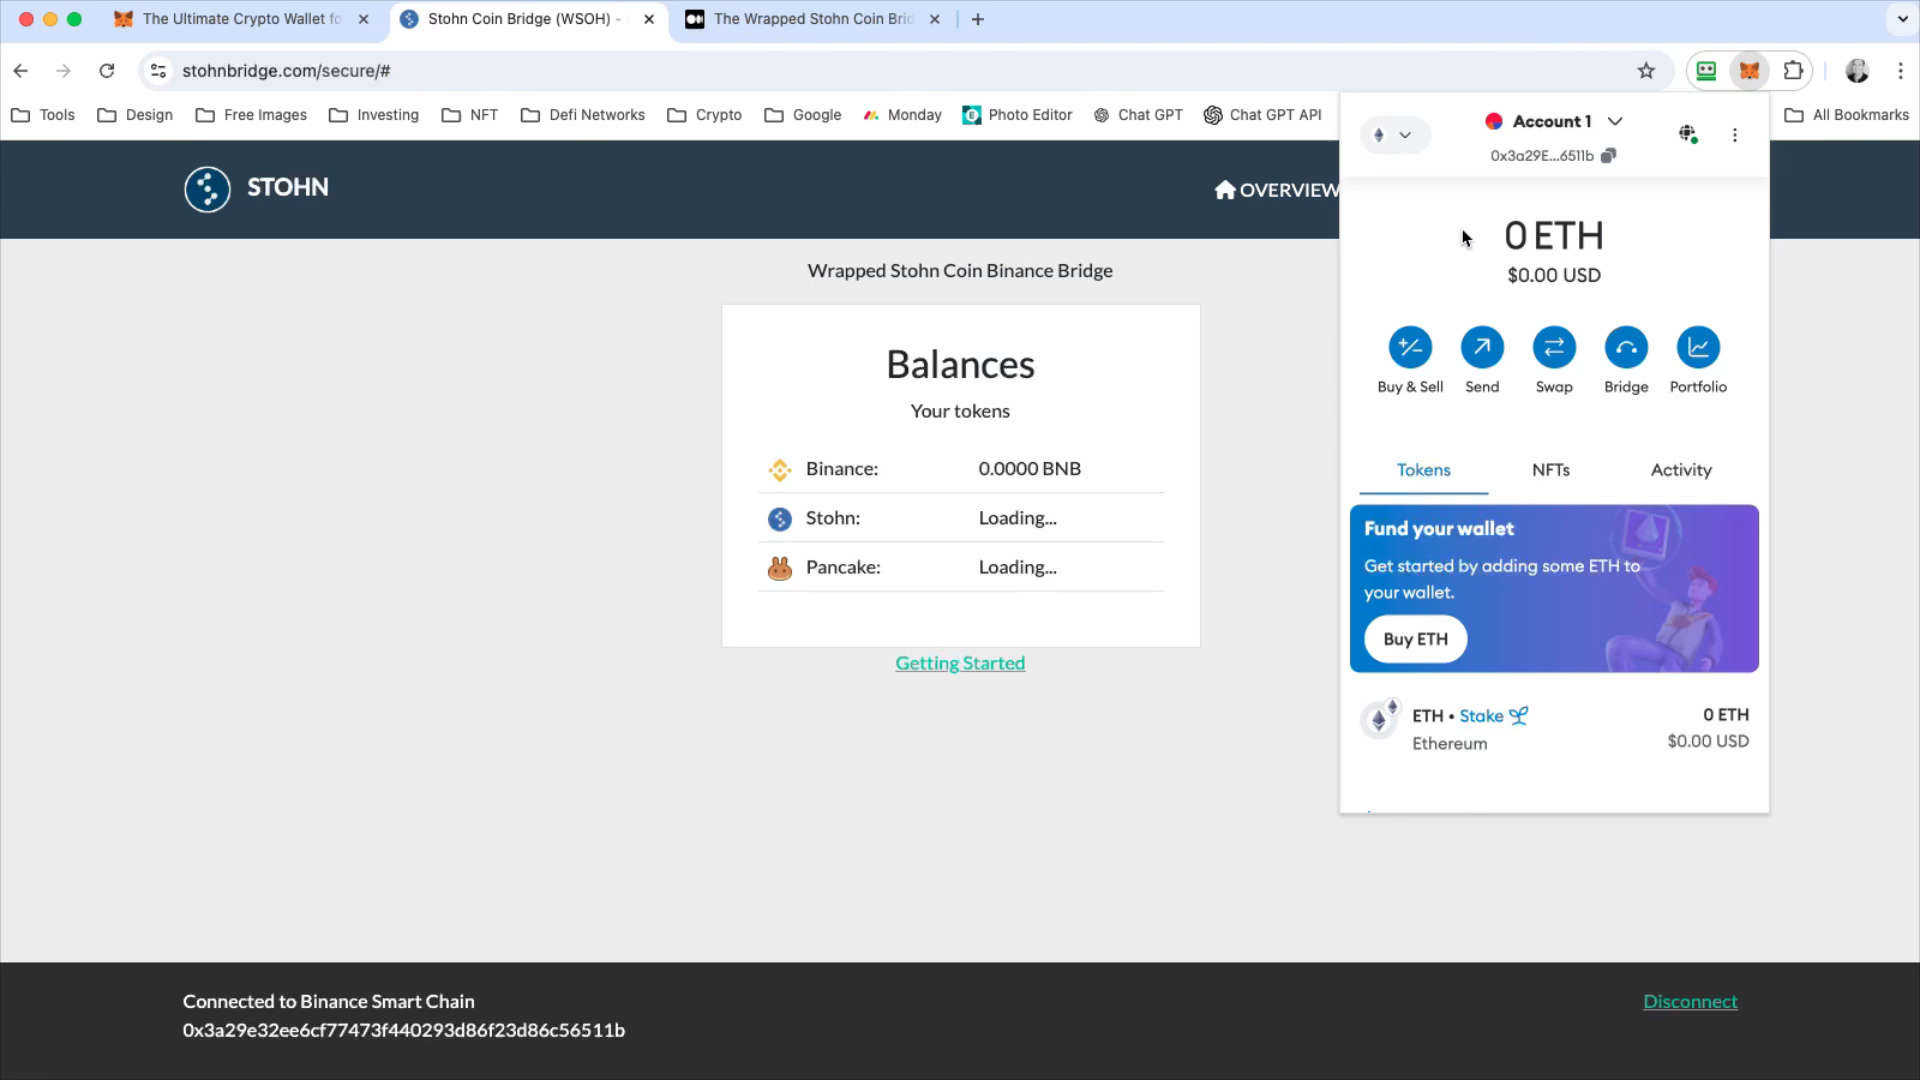 The Ultimate Crypto Wallet fo
Stohn Coin Bridge (WSOH) -
The Wrapped Stohn Coin Brid
stohnbridge.com/secure/#
Tools
Design
Free Images
Investing
NFT
Defi Networks
Crypto
Google
Monday
Photo Editor
Chat GPT
Chat GPT API
All Bookmarks
STOHN
OVERVIEW
Account 1
0x3a29E...6511b
0 ETH
$0.00 USD
Buy & Sell
Send
Swap
Bridge
Portfolio
Tokens
NFTs
Activity
Fund your wallet
Get started by adding some ETH to
your wallet.
Buy ETH
ETH • Stake
0 ETH
Ethereum
$0.00 USD
Wrapped Stohn Coin Binance Bridge
Balances
Your tokens
Binance: 0.0000 BNB
Stohn: Loading...
Pancake: Loading...
Getting Started
Connected to Binance Smart Chain
0x3a29e32ee6cf77473f440293d86f23d86c56511b
Disconnect